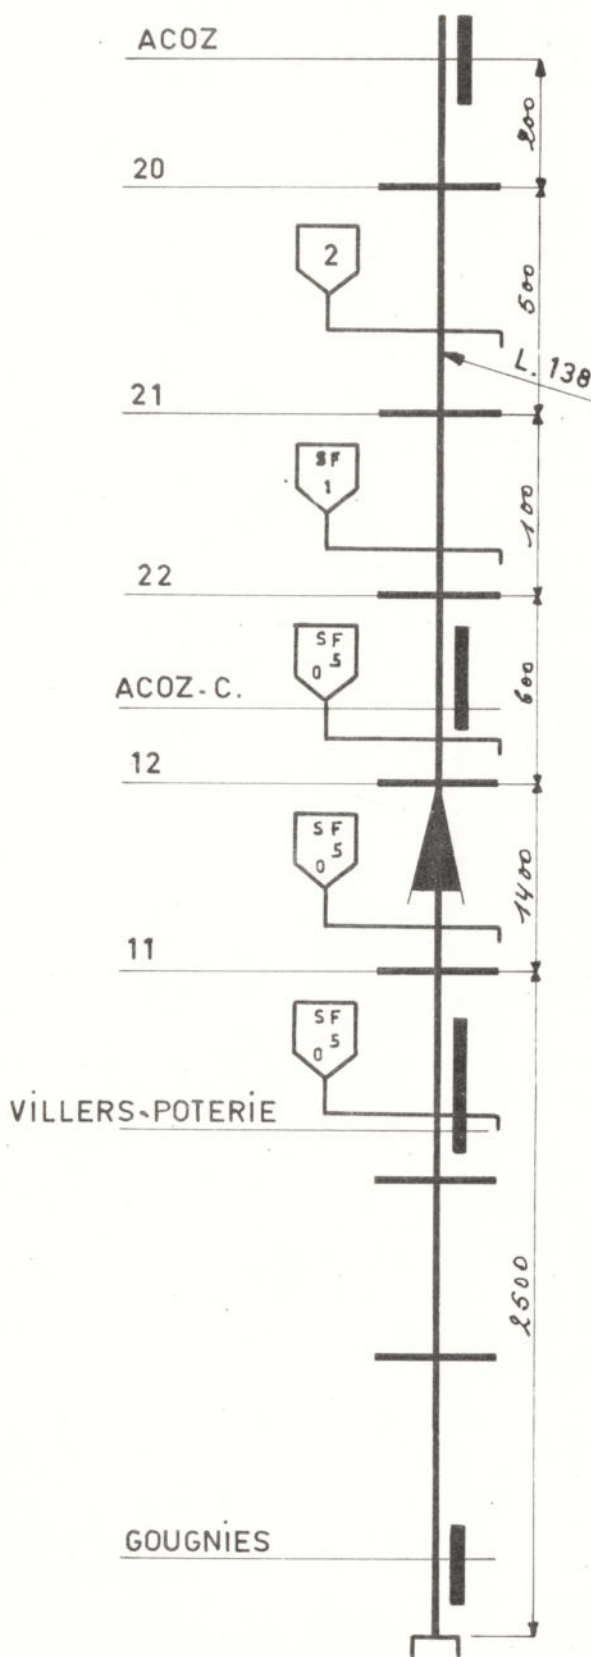 ACOZ
200
20
2
500
L. 138
21
SF
1
100
22
SF
0 5
600
ACOZ-C.
12
SF
0 5
1400
11
SF
0 5
VILLERS-POTERIE
2500
GOUGNIES